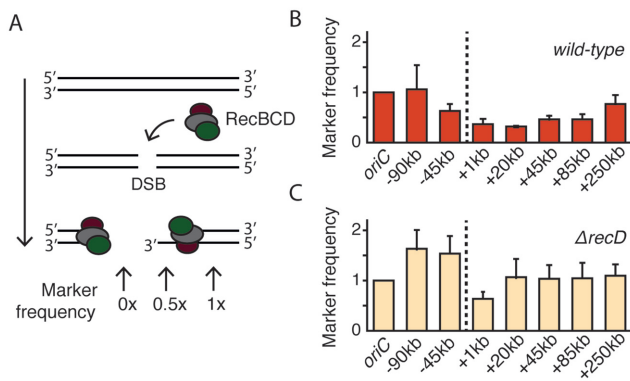 A
5′ 3′
3′ 5′
RecBCD
5′ 3′
3′ 5′
DSB
5′ 3′
3′ 3′ 5′
Marker
frequency
0x 0.5x 1x
B
wild-type
Marker frequency
2
1
0
oriC -90kb -45kb +1kb +20kb +45kb +85kb +250kb
C
ΔrecD
Marker frequency
2
1
0
oriC -90kb -45kb +1kb +20kb +45kb +85kb +250kb